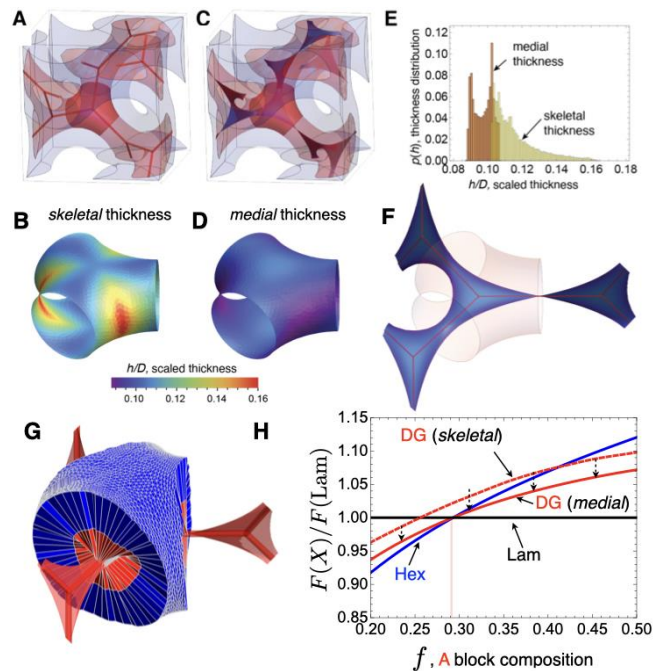 A
C
E
p(h), thickness distribution
0.12
0.10
0.08
0.06
0.04
0.02
0.00
medial
thickness
skeletal
thickness
0.08 0.10 0.12 0.14 0.16 0.18
h/D, scaled thickness
B skeletal thickness
D medial thickness
F
h/D, scaled thickness
0.10 0.12 0.14 0.16
G
H
F(X)/F(Lam)
1.15
1.10
1.05
1.00
0.95
0.90
0.85
DG (skeletal)
DG (medial)
Lam
Hex
0.20 0.25 0.30 0.35 0.40 0.45 0.50
f, A block composition